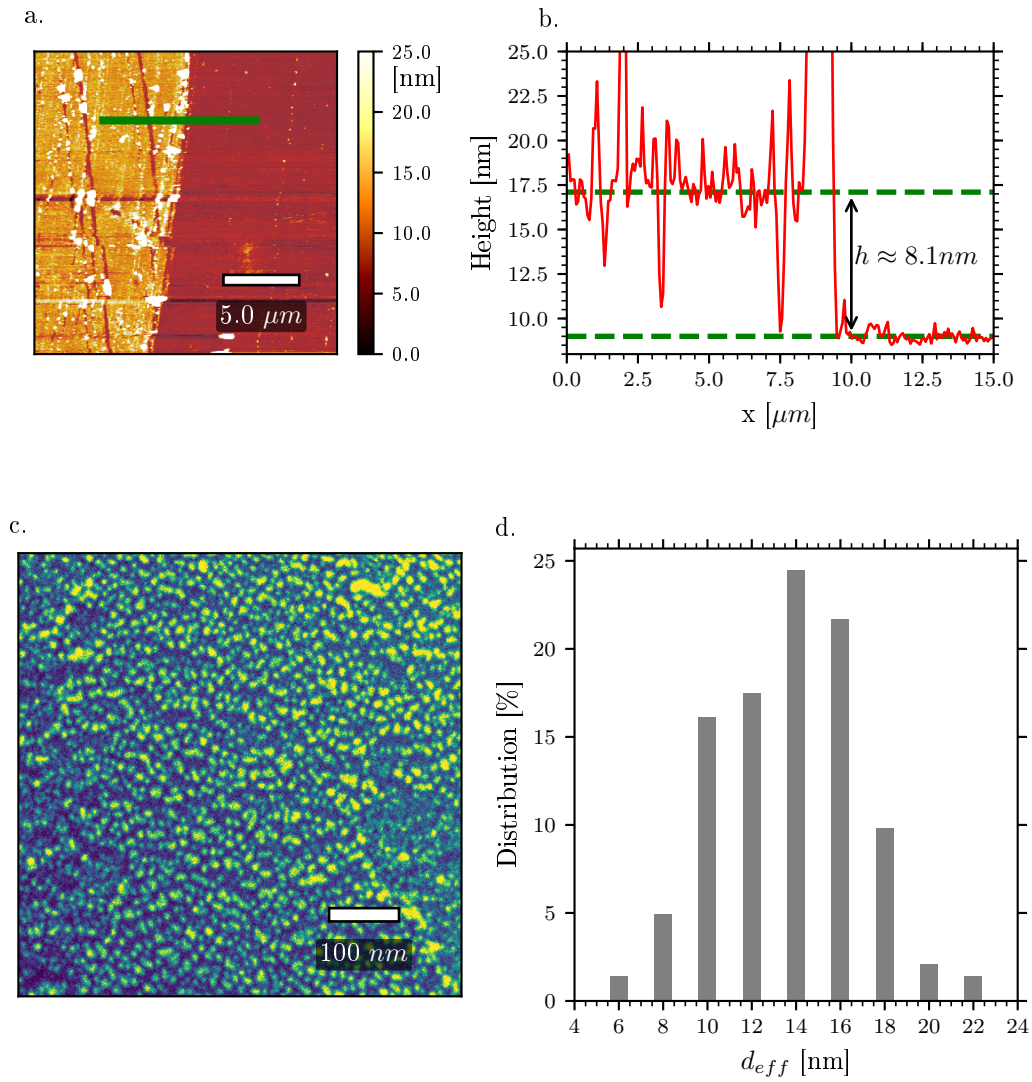 a.
25.0
[nm]
20.0
15.0
10.0
5.0
0.0
5.0 μm
b.
25.0
22.5
20.0
17.5
15.0
12.5
10.0
Height [nm]
h ≈ 8.1nm
0.0 2.5 5.0 7.5 10.0 12.5 15.0
x [μm]
c.
100 nm
d.
25
20
15
10
5
0
Distribution [%]
4 6 8 10 12 14 16 18 20 22 24
d_eff [nm]